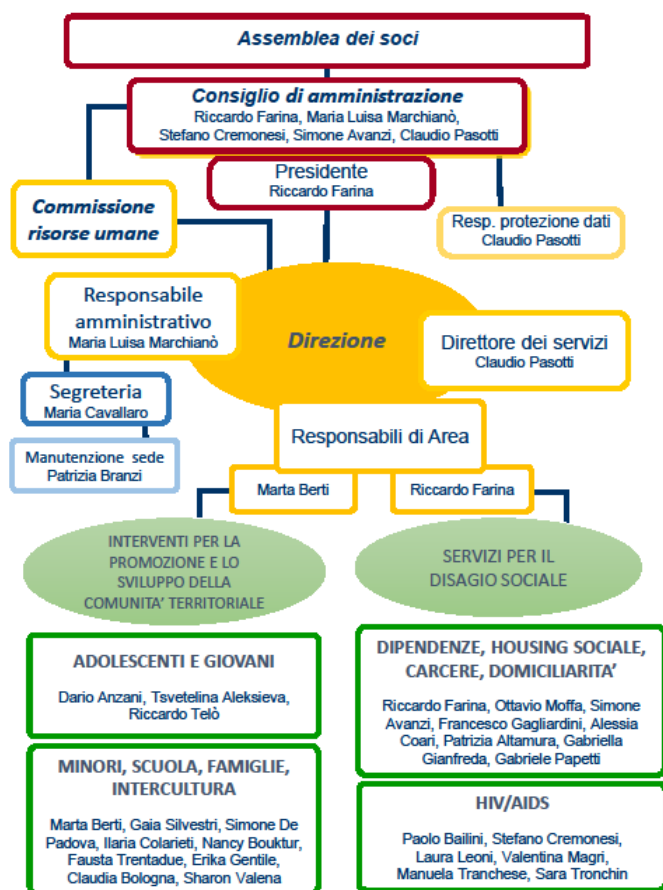 Assemblea dei soci
Consiglio di amministrazione
Riccardo Farina, Maria Luisa Marchianò,
Stefano Cremonesi, Simone Avanzi, Claudio Pasotti
Presidente
Riccardo Farina
Commissione
risorse umane
Resp. protezione dati
Claudio Pasotti
Responsabile
amministrativo
Maria Luisa Marchianò
Direzione
Direttore dei servizi
Claudio Pasotti
Segreteria
Maria Cavallaro
Manutenzione sede
Patrizia Branzi
Responsabili di Area
Marta Berti
Riccardo Farina
INTERVENTI PER LA
PROMOZIONE E LO
SVILUPPO DELLA
COMUNITA' TERRITORIALE
SERVIZI PER IL
DISAGIO SOCIALE
ADOLESCENTI E GIOVANI
Dario Anzani, Tsvetelina Aleksieva,
Riccardo Telò
MINORI, SCUOLA, FAMIGLIE,
INTERCULTURA
Marta Berti, Gaia Silvestri, Simone De
Padova, Ilaria Colarieti, Nancy Bouktur,
Fausta Trentadue, Erika Gentile,
Claudia Bologna, Sharon Valena
DIPENDENZE, HOUSING SOCIALE,
CARCERE, DOMICILIARITA'
Riccardo Farina, Ottavio Moffa, Simone
Avanzi, Francesco Gagliardini, Alessia
Coari, Patrizia Altamura, Gabriella
Gianfreda, Gabriele Papetti
HIV/AIDS
Paolo Bailini, Stefano Cremonesi,
Laura Leoni, Valentina Magri,
Manuela Tranchese, Sara Tronchin